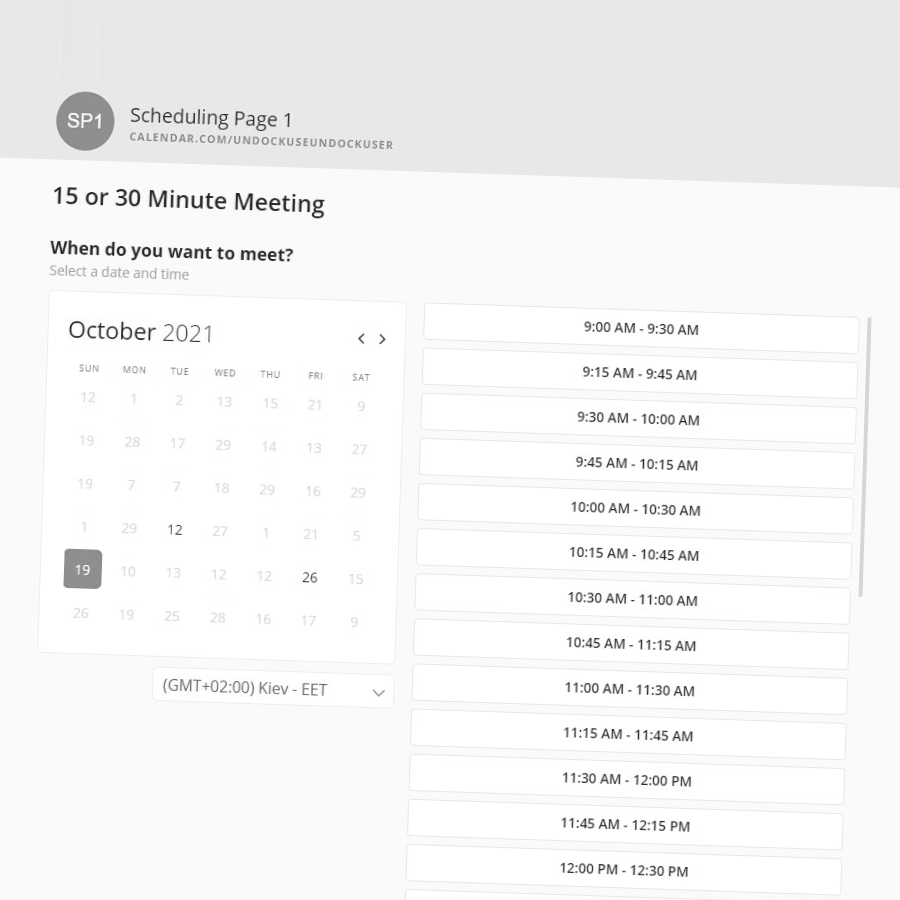 SP1
Scheduling Page 1
CALENDAR.COM/UNDOCKUSEUNDOCKUSER
15 or 30 Minute Meeting
When do you want to meet?
Select a date and time
October 2021
SUN MON TUE WED THU FRI SAT
12 1 2 13 15 21 9
19 28 17 29 14 13 27
19 7 7 18 29 16 29
1 29 12 27 1 21 5
19 10 13 12 12 26 15
26 19 25 28 16 17 9
(GMT+02:00) Kiev - EET
9:00 AM - 9:30 AM
9:15 AM - 9:45 AM
9:30 AM - 10:00 AM
9:45 AM - 10:15 AM
10:00 AM - 10:30 AM
10:15 AM - 10:45 AM
10:30 AM - 11:00 AM
10:45 AM - 11:15 AM
11:00 AM - 11:30 AM
11:15 AM - 11:45 AM
11:30 AM - 12:00 PM
11:45 AM - 12:15 PM
12:00 PM - 12:30 PM